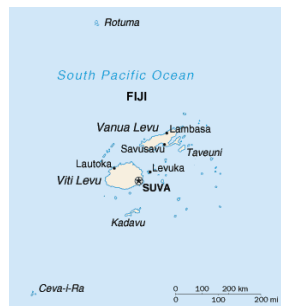 Rotuma
South Pacific Ocean
FIJI
Vanua Levu
Lambasa
Savusavu
Taveuni
Lautoka
Levuka
Viti Levu
SUVA
Kadavu
Ceva-I-Ra
0 100 200 km
0 100 200 mi